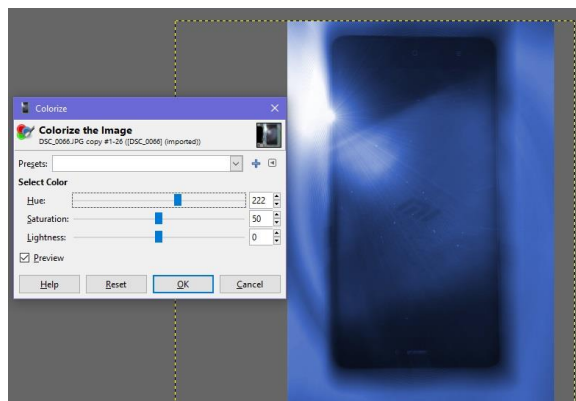 Colorize
Colorize the Image
DSC_0066.JPG copy #1-26 ([DSC_0066] (imported))
Presets:
Select Color
Hue: 222
Saturation: 50
Lightness: 0
Preview
Help Reset OK Cancel